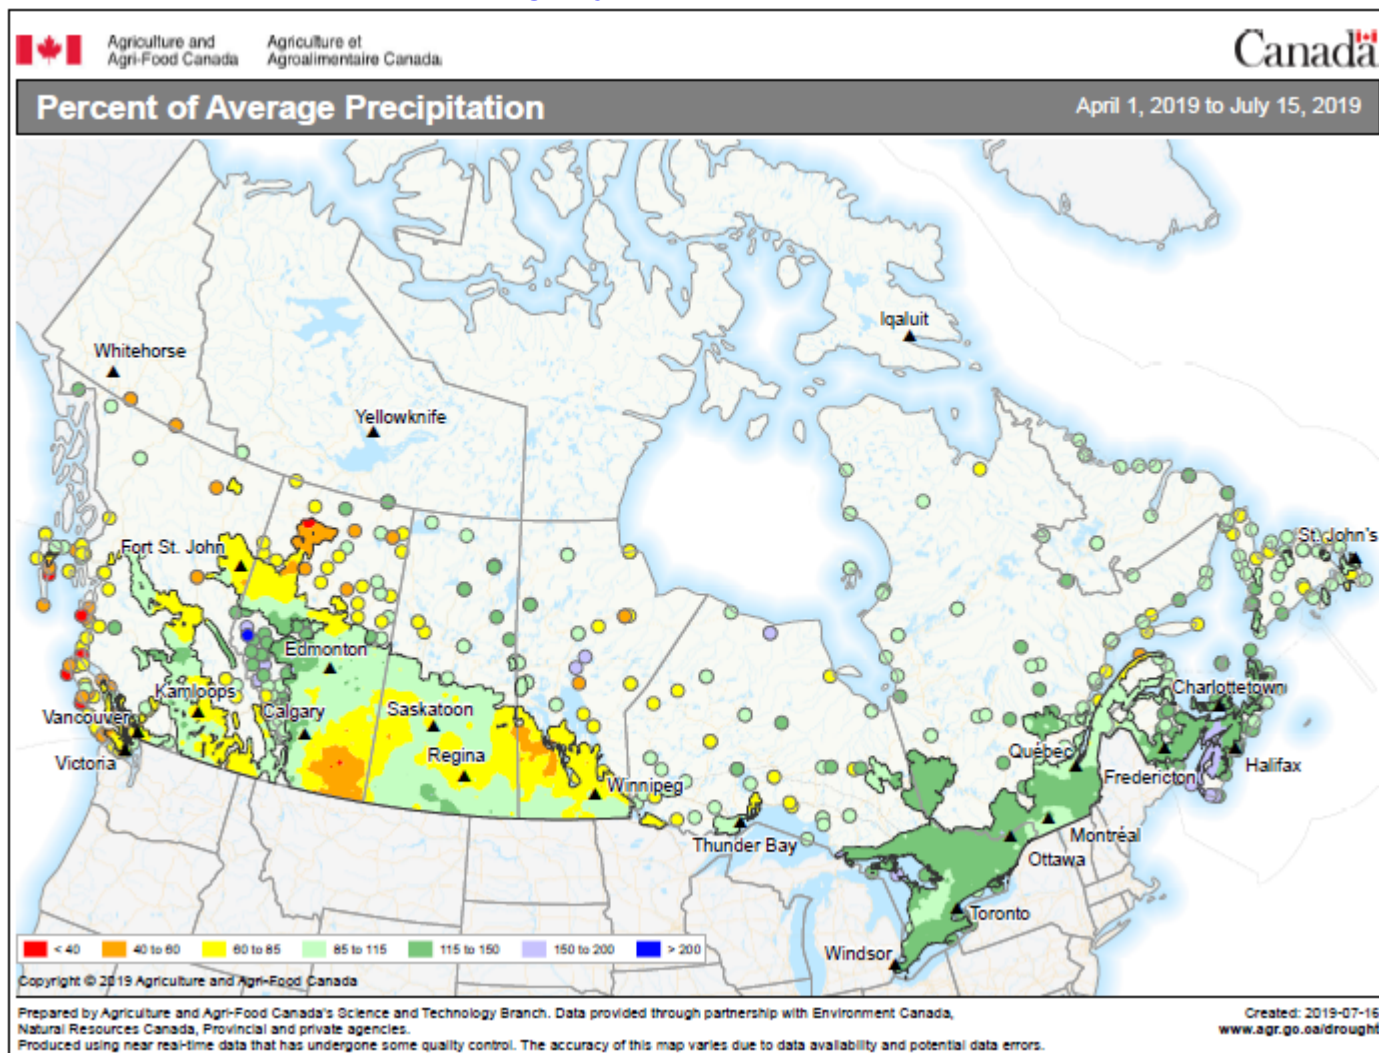 Agriculture and
Agri-Food Canada
Agriculture et
Agroalimentaire Canada
Canada
Percent of Average Precipitation
April 1, 2019 to July 15, 2019
Iqaluit
Whitehorse
Yellowknife
Fort St. John
St. John's
Edmonton
Kamloops
Charlottetown
Vancouver
Calgary
Saskatoon
Victoria
Regina
Québec
Winnipeg
Fredericton
Halifax
Thunder Bay
Montréal
Ottawa
Toronto
Windsor
< 40
40 to 60
60 to 85
85 to 115
115 to 150
150 to 200
> 200
Copyright © 2019 Agriculture and Agri-Food Canada
Prepared by Agriculture and Agri-Food Canada's Science and Technology Branch. Data provided through partnership with Environment Canada,
Natural Resources Canada, Provincial and private agencies.
Produced using near real-time data that has undergone some quality control. The accuracy of this map varies due to data availability and potential data errors.
Created: 2019-07-16
www.agr.gc.ca/drought